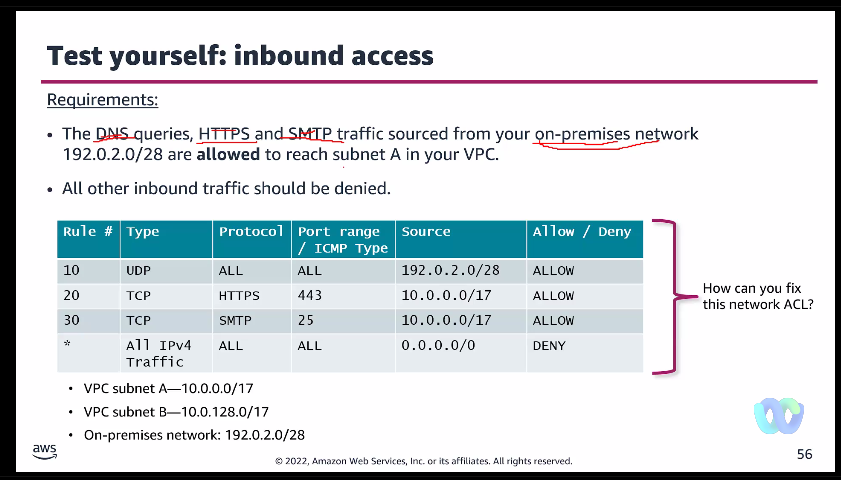 Test yourself: inbound access
Requirements:
• The DNS queries, HTTPS and SMTP traffic sourced from your on-premises network
192.0.2.0/28 are allowed to reach subnet A in your VPC.
• All other inbound traffic should be denied.
Rule # Type Protocol Port range / ICMP Type Source Allow / Deny
10 UDP ALL ALL 192.0.2.0/28 ALLOW
20 TCP HTTPS 443 10.0.0.0/17 ALLOW
30 TCP SMTP 25 10.0.0.0/17 ALLOW
* All IPv4 Traffic ALL ALL 0.0.0.0/0 DENY
How can you fix
this network ACL?
• VPC subnet A—10.0.0.0/17
• VPC subnet B—10.0.128.0/17
• On-premises network: 192.0.2.0/28
aws
© 2022, Amazon Web Services, Inc. or its affiliates. All rights reserved.
56